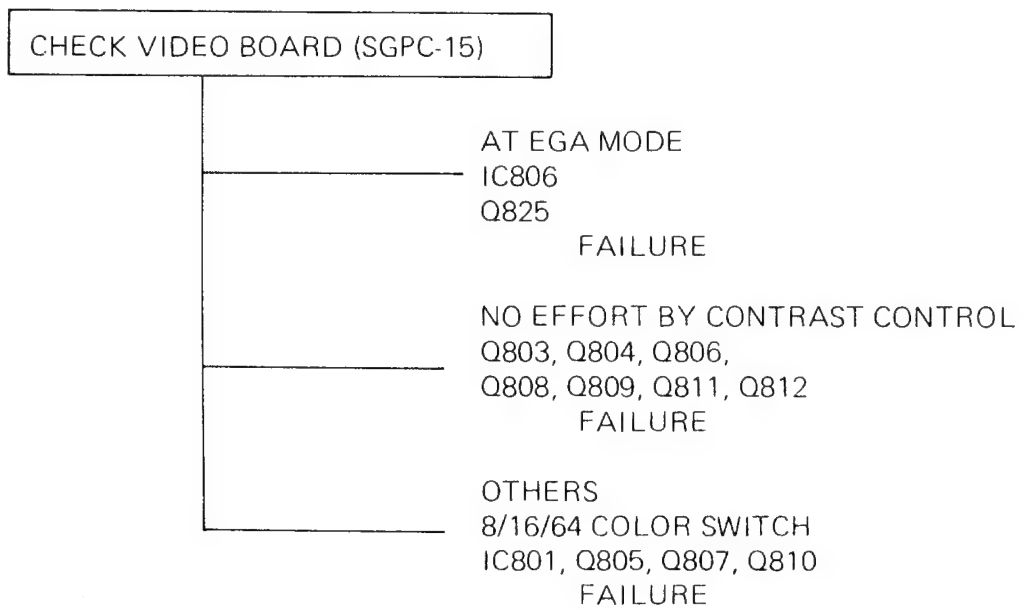 CHECK VIDEO BOARD (SGPC-15)
AT EGA MODE
IC806
Q825
FAILURE
NO EFFORT BY CONTRAST CONTROL
Q803, Q804, Q806,
Q808, Q809, Q811, Q812
FAILURE
OTHERS
8/16/64 COLOR SWITCH
IC801, Q805, Q807, Q810
FAILURE